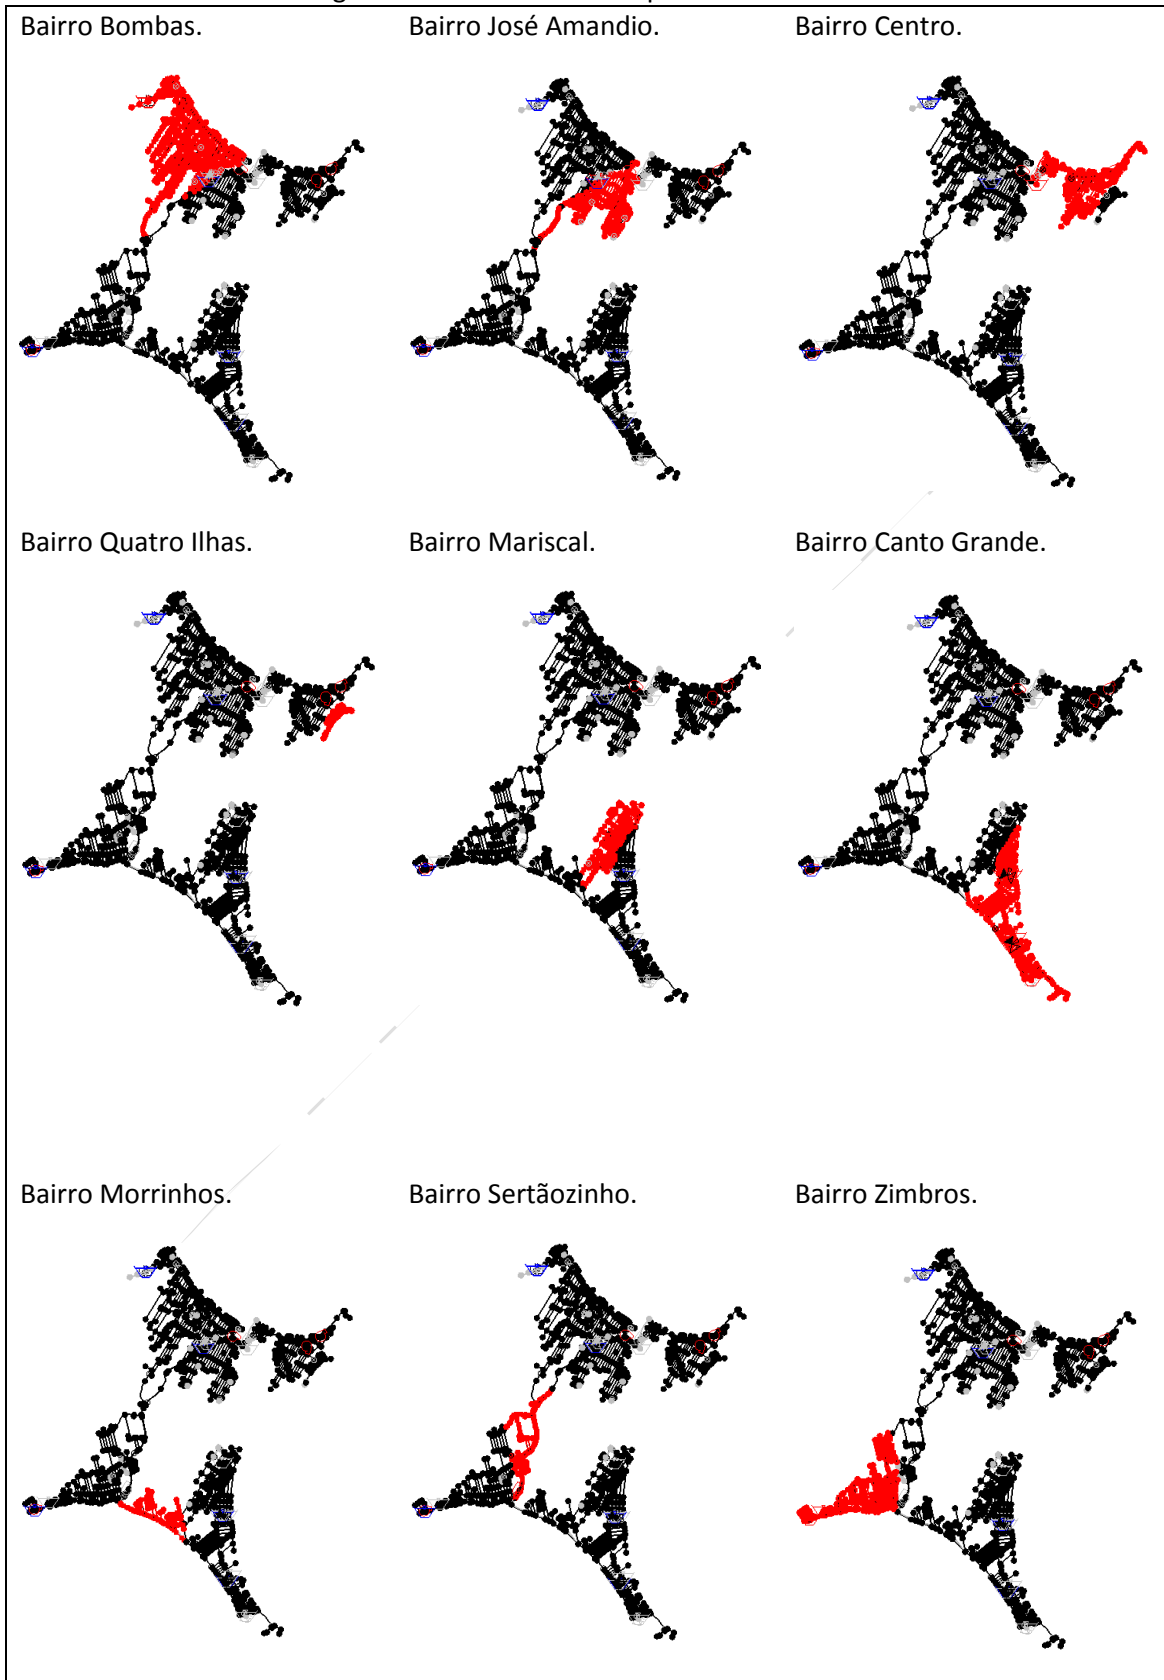 Bairro Bombas.
Bairro José Amandio.
Bairro Centro.
Bairro Quatro Ilhas.
Bairro Mariscal.
Bairro Canto Grande.
Bairro Morrinhos.
Bairro Sertãozinho.
Bairro Zimbros.